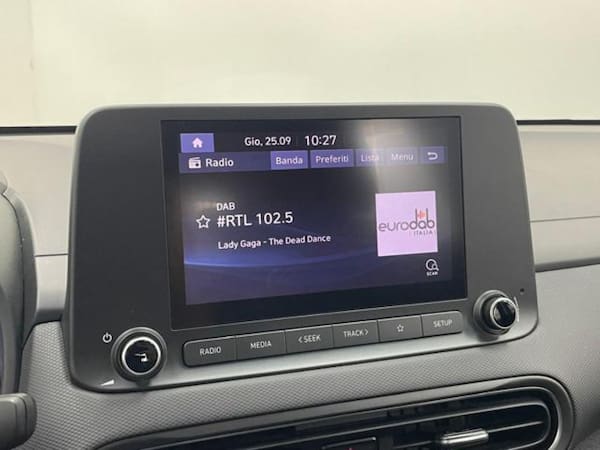 Gio, 25.09 10:27
Radio Banda Preferiti Lista Menu
DAB
#RTL 102.5
Lady Gaga - The Dead Dance
eurodab
ITALIA
SCAN
RADIO MEDIA < SEEK TRACK > ☆ SETUP